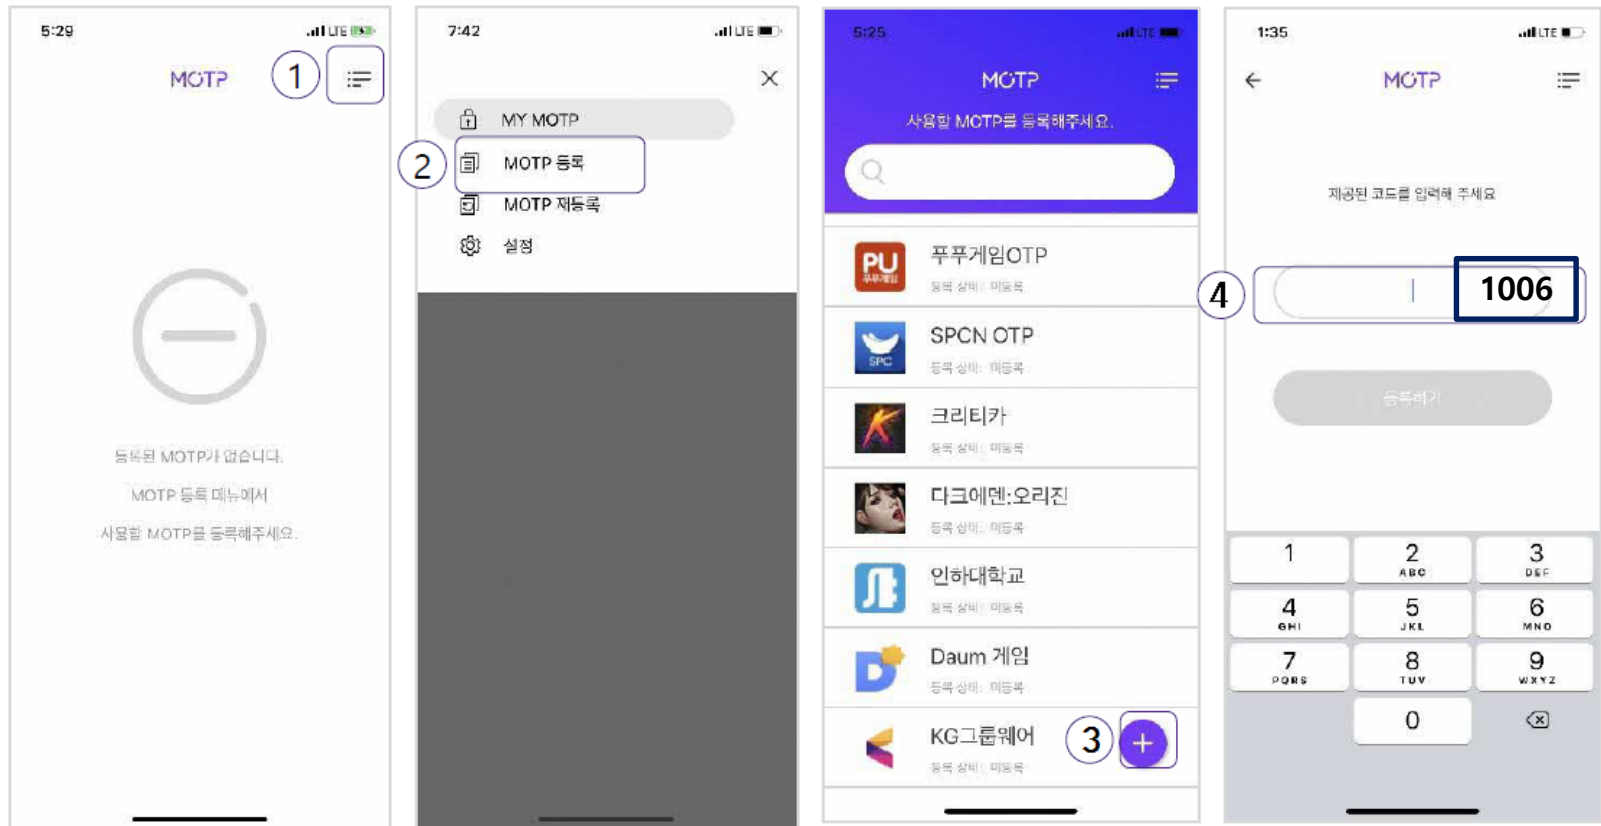 5:29
LTE
MOTP
1
등록된 MOTP가 없습니다.
MOTP 등록 메뉴에서
사용할 MOTP를 등록해주세요.
7:42
LTE
MY MOTP
2
MOTP 등록
MOTP 재등록
설정
5:25
LTE
MOTP
사용할 MOTP를 등록해주세요.
PU
푸푸게임
푸푸게임OTP
등록 상태: 미등록
SPC
SPCN OTP
등록 상태: 미등록
크리티카
등록 상태: 미등록
다크에덴:오리진
등록 상태: 미등록
인하대학교
등록 상태: 미등록
Daum 게임
등록 상태: 미등록
KG그룹웨어
등록 상태: 미등록
3
+
1:35
LTE
MOTP
제공된 코드를 입력해 주세요
4
1006
등록하기
1
2
ABC
3
DEF
4
GHI
5
JKL
6
MNO
7
PQRS
8
TUV
9
WXYZ
0